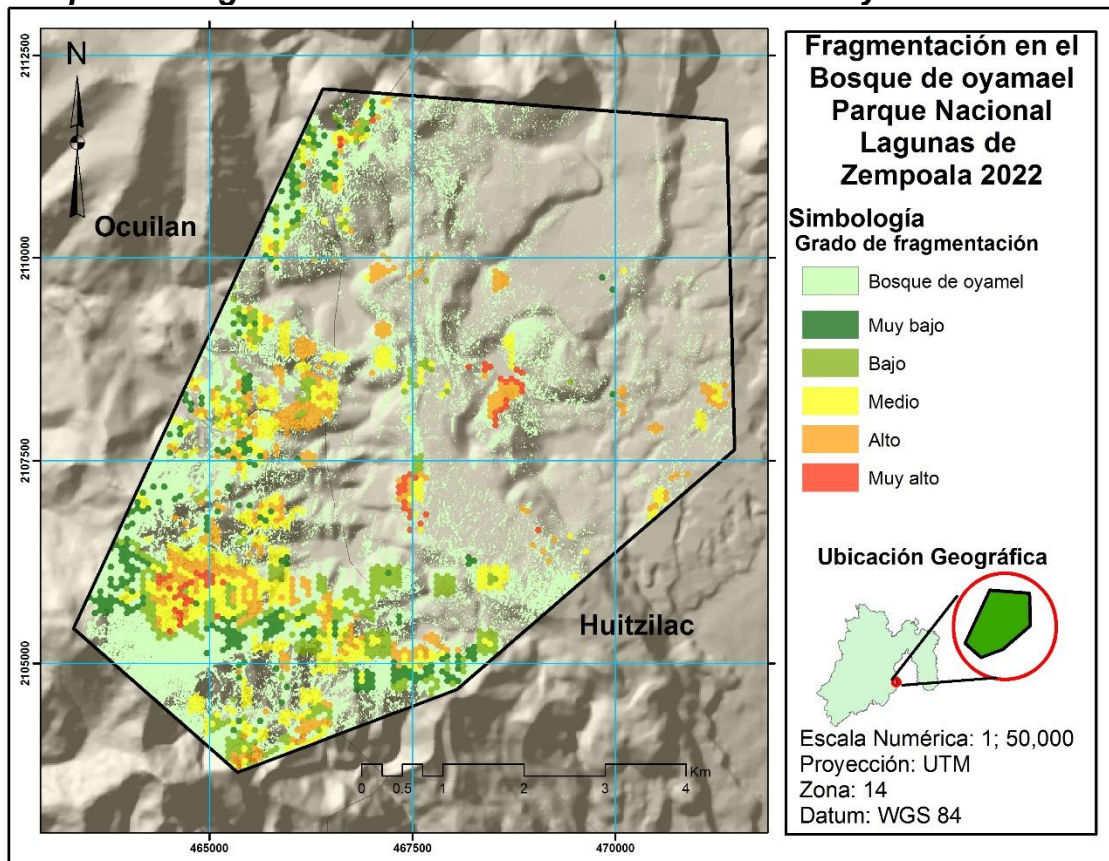 Fragmentación en el
Bosque de oyamael
Parque Nacional
Lagunas de
Zempoala 2022
Simbología
Grado de fragmentación
Bosque de oyamel
Muy bajo
Bajo
Medio
Alto
Muy alto
Ubicación Geográfica
Escala Numérica: 1; 50,000
Proyección: UTM
Zona: 14
Datum: WGS 84
N
Ocuilan
Huitzilac
2112500
2110000
2107500
2105000
465000
467500
470000
Km
0 0.5 1 2 3 4